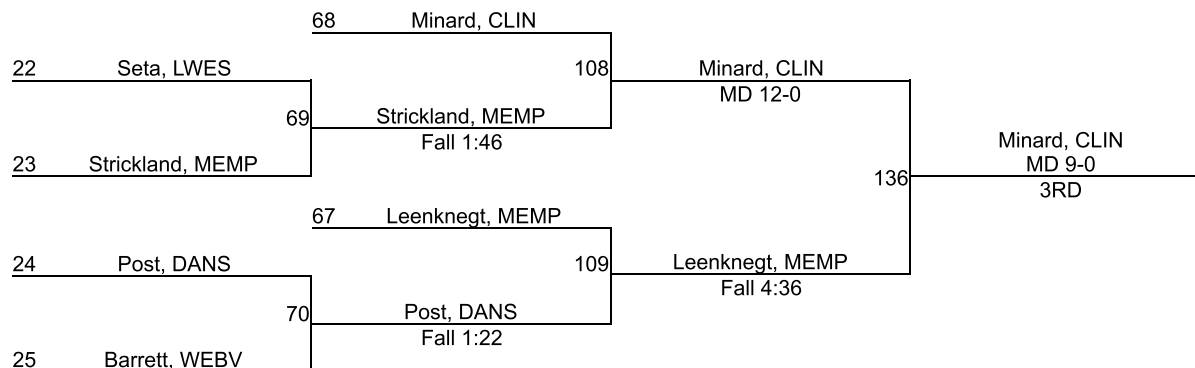 68 Minard, CLIN
22 Seta, LWES
108 Minard, CLIN
MD 12-0
69 Strickland, MEMP
Fall 1:46
23 Strickland, MEMP
Minard, CLIN
MD 9-0
136
3RD
67 Leenknegt, MEMP
24 Post, DANS
109 Leenknegt, MEMP
Fall 4:36
70 Post, DANS
Fall 1:22
25 Barrett, WEBV